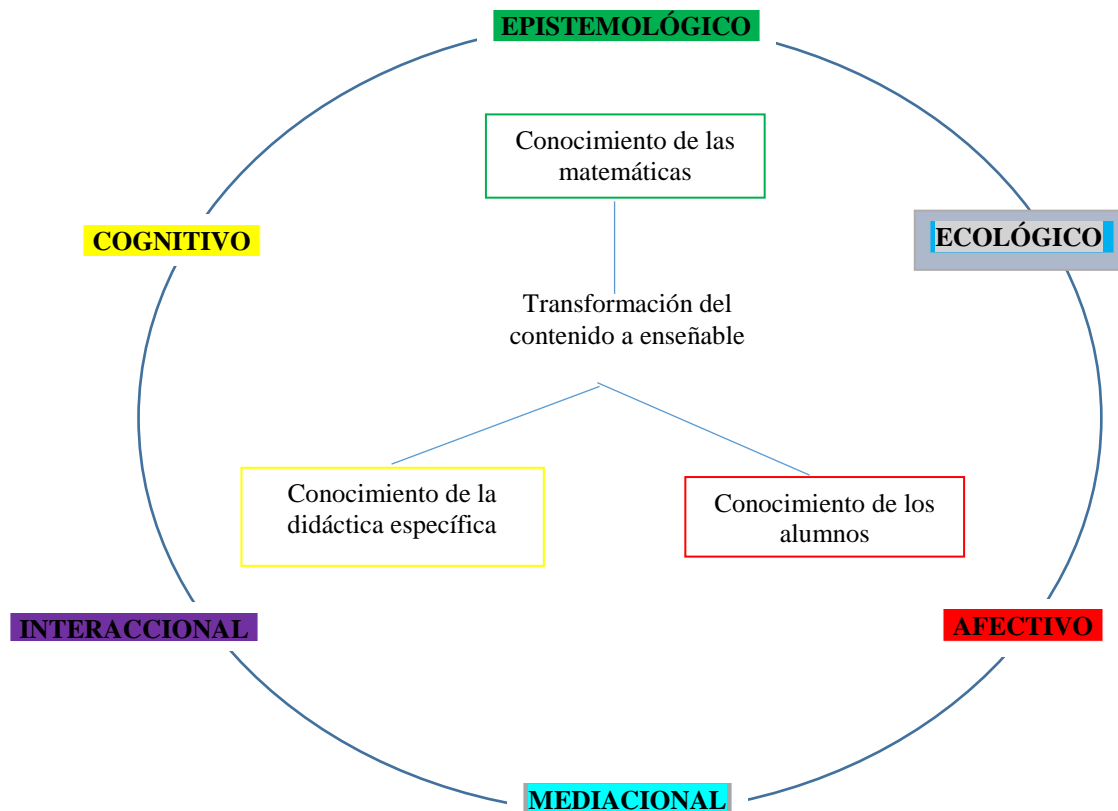 EPISTEMOLÓGICO
Conocimiento de las
matemáticas
COGNITIVO
ECOLÓGICO
Transformación del
contenido a enseñable
Conocimiento de la
didáctica específica
Conocimiento de los
alumnos
INTERACCIONAL
AFECTIVO
MEDIACIONAL